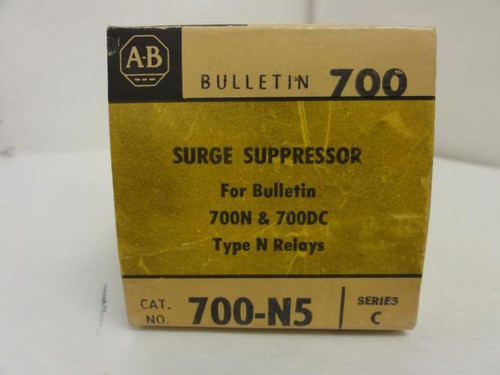 A-B
BULLETIN 700
SURGE SUPPRESSOR
For Bulletin
700N & 700DC
Type N Relays
CAT. NO. 700-N5 SERIES C